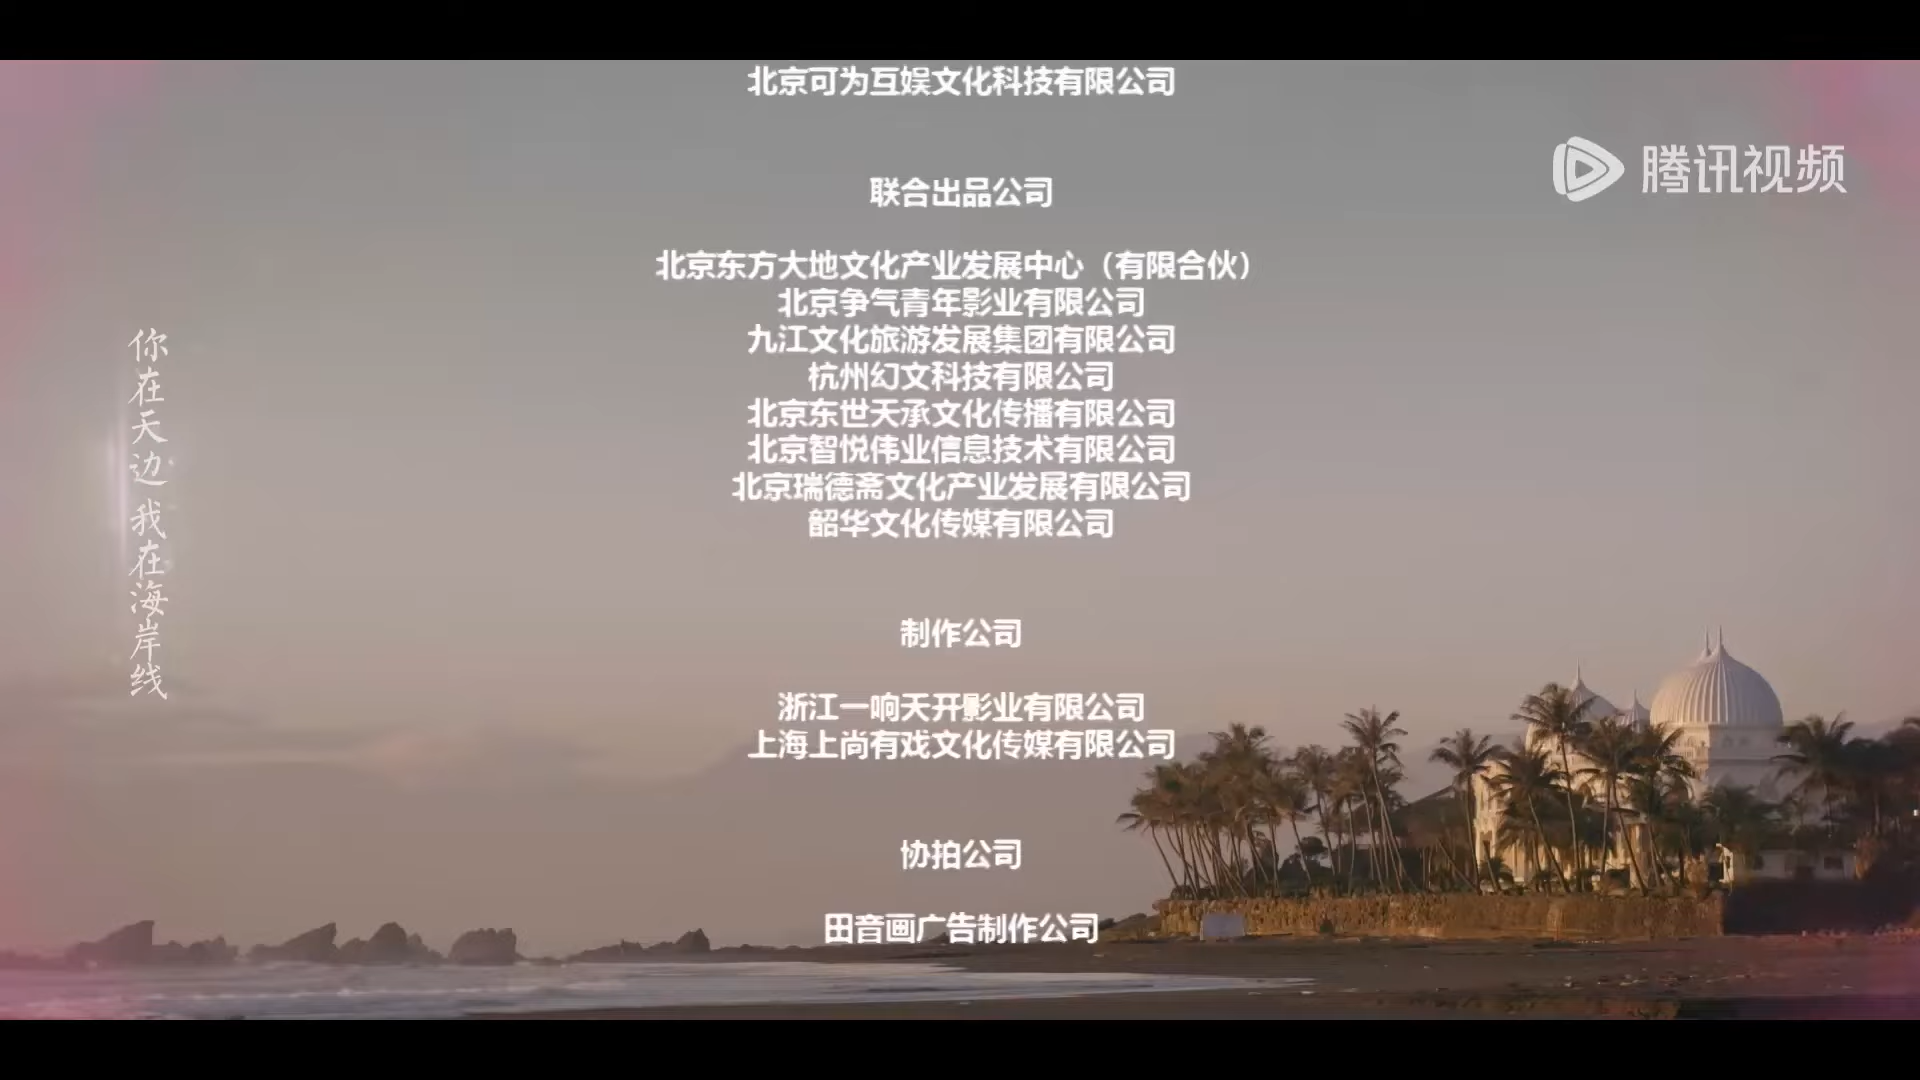 北京可为互娱文化科技有限公司
腾讯视频
联合出品公司
北京东方大地文化产业发展中心（有限合伙）
北京争气青年影业有限公司
九江文化旅游发展集团有限公司
杭州幻文科技有限公司
北京东世天承文化传播有限公司
北京智悦伟业信息技术有限公司
北京瑞德斋文化产业发展有限公司
韶华文化传媒有限公司
你在天边 我在海岸线
制作公司
浙江一响天开影业有限公司
上海上尚有戏文化传媒有限公司
协拍公司
田音画广告制作公司